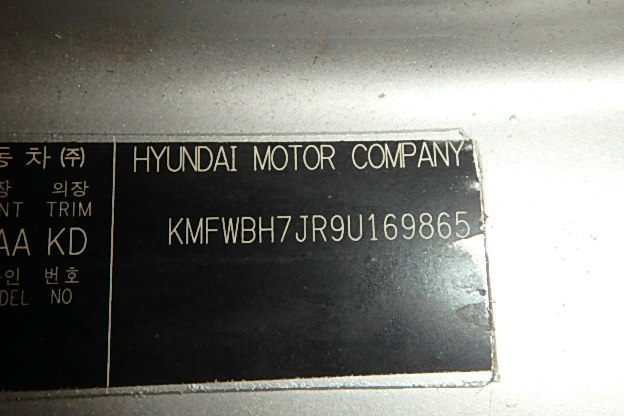 동차(주) HYUNDAI MOTOR COMPANY
장 의장
NT TRIM
AA KD KMFWBH7JR9U169865
인 번호
DEL NO